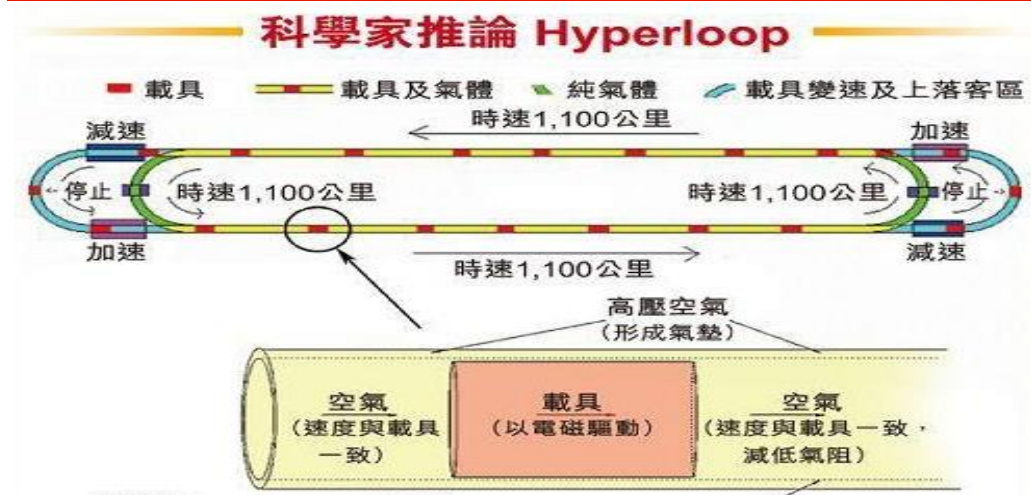 科學家推論 Hyperloop
載具 載具及氣體 純氣體 載具變速及上落客區
時速1,100公里
減速 加速
停止 時速1,100公里 時速1,100公里 停止
加速 減速
時速1,100公里
高壓空氣
(形成氣墊)
空氣 載具 空氣
(速度與載具 (以電磁驅動) (速度與載具一致,
一致) 減低氣阻)